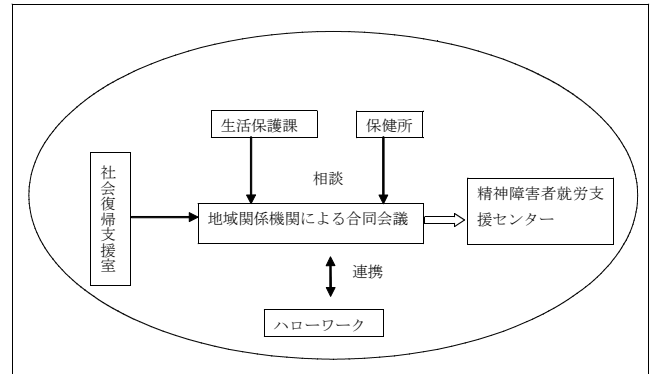 生活保護課
保健所
相談
社会復帰支援室
地域関係機関による合同会議
精神障害者就労支
援センター
連携
ハローワーク